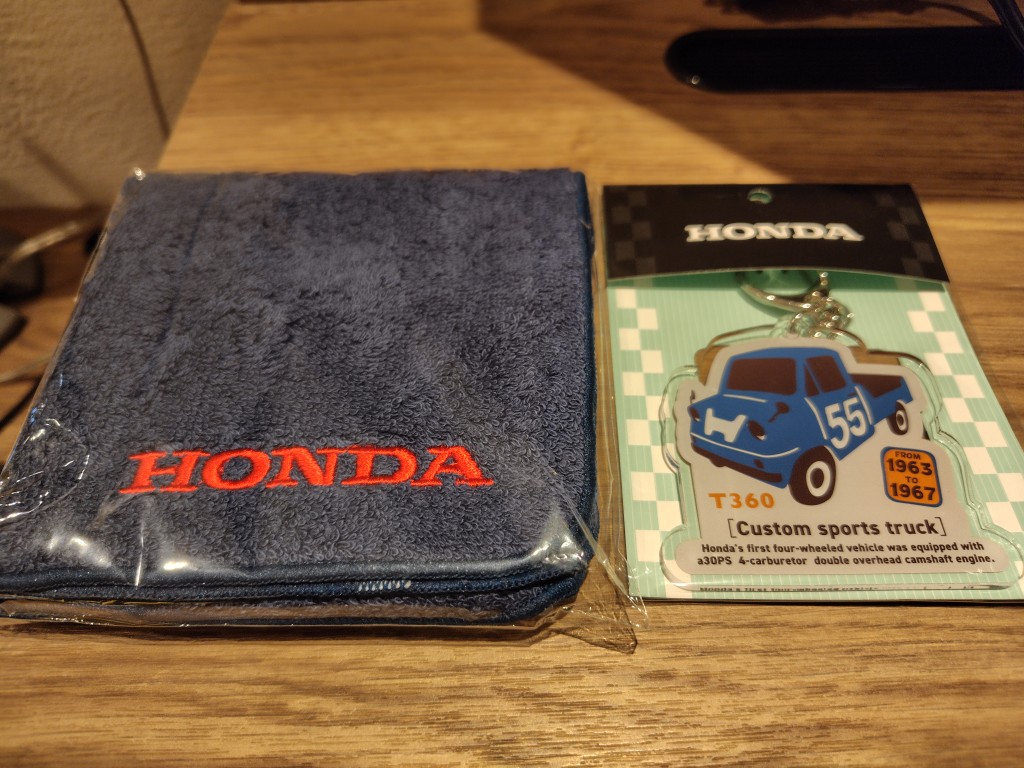 HONDA
HONDA
55
FROM
1963
TO
1967
T360
[Custom sports truck]
Honda's first four-wheeled vehicle was equipped with
a30PS 4-carburetor double overhead camshaft engine.